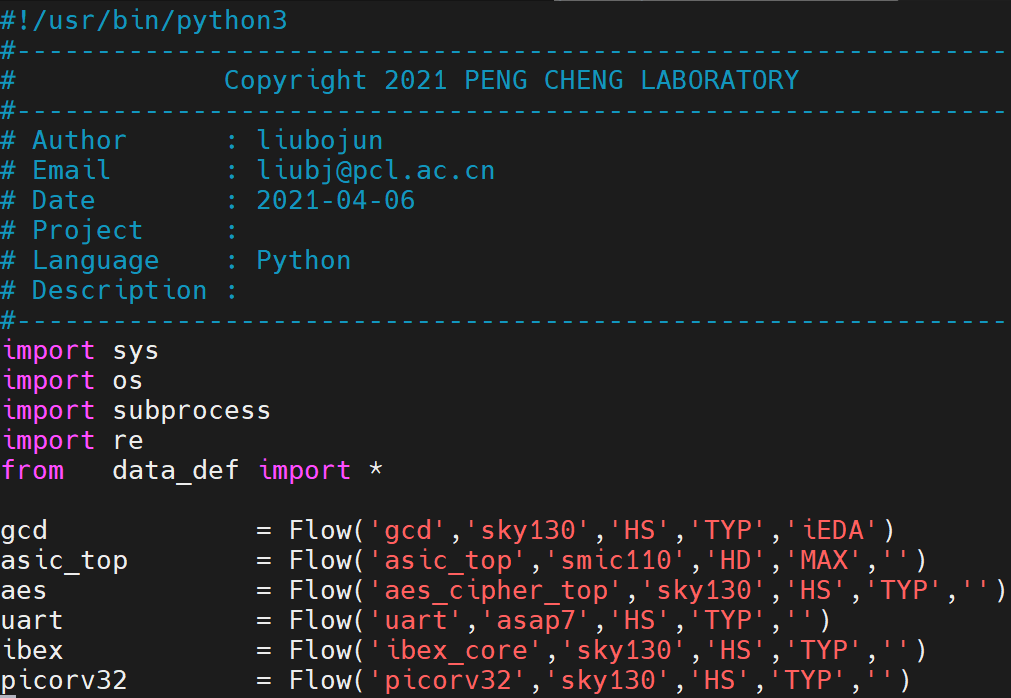 #!/usr/bin/python3
#--------------------------------------------------------------
#             Copyright 2021 PENG CHENG LABORATORY
#--------------------------------------------------------------
# Author      : liubojun
# Email       : liubj@pcl.ac.cn
# Date        : 2021-04-06
# Project     :
# Language    : Python
# Description :
#--------------------------------------------------------------
import sys
import os
import subprocess
import re
from   data_def import *

gcd             = Flow('gcd','sky130','HS','TYP','iEDA')
asic_top        = Flow('asic_top','smic110','HD','MAX','')
aes             = Flow('aes_cipher_top','sky130','HS','TYP','')
uart            = Flow('uart','asap7','HS','TYP','')
ibex            = Flow('ibex_core','sky130','HS','TYP','')
picorv32        = Flow('picorv32','sky130','HS','TYP','')